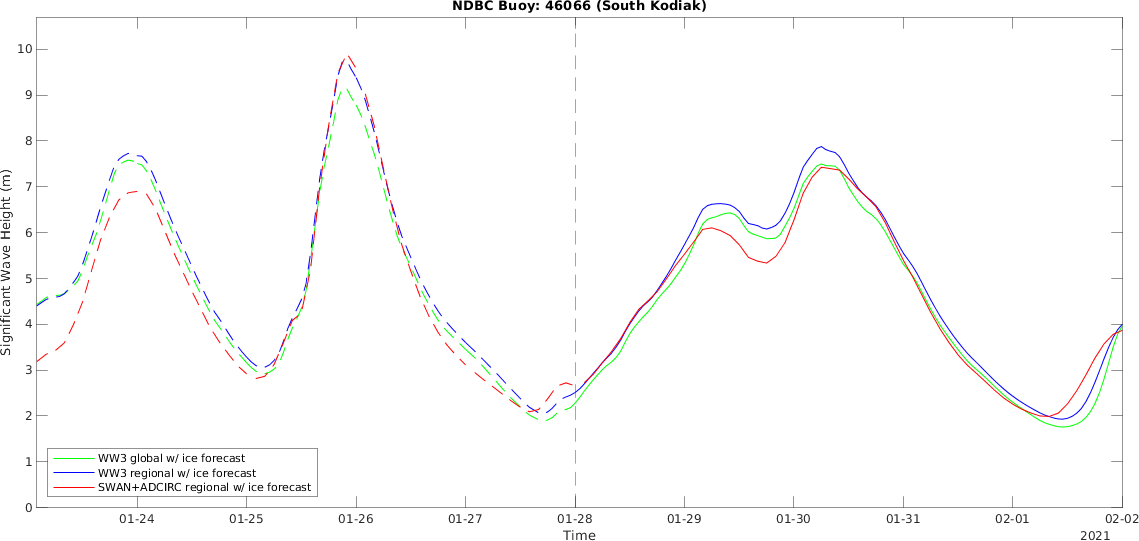 NDBC Buoy: 46066 (South Kodiak)
Significant Wave Height (m)
10
9
8
7
6
5
4
3
2
1
0
WW3 global w/ ice forecast
WW3 regional w/ ice forecast
SWAN+ADCIRC regional w/ ice forecast
01-24 01-25 01-26 01-27 01-28 01-29 01-30 01-31 02-01 02-02
Time
2021